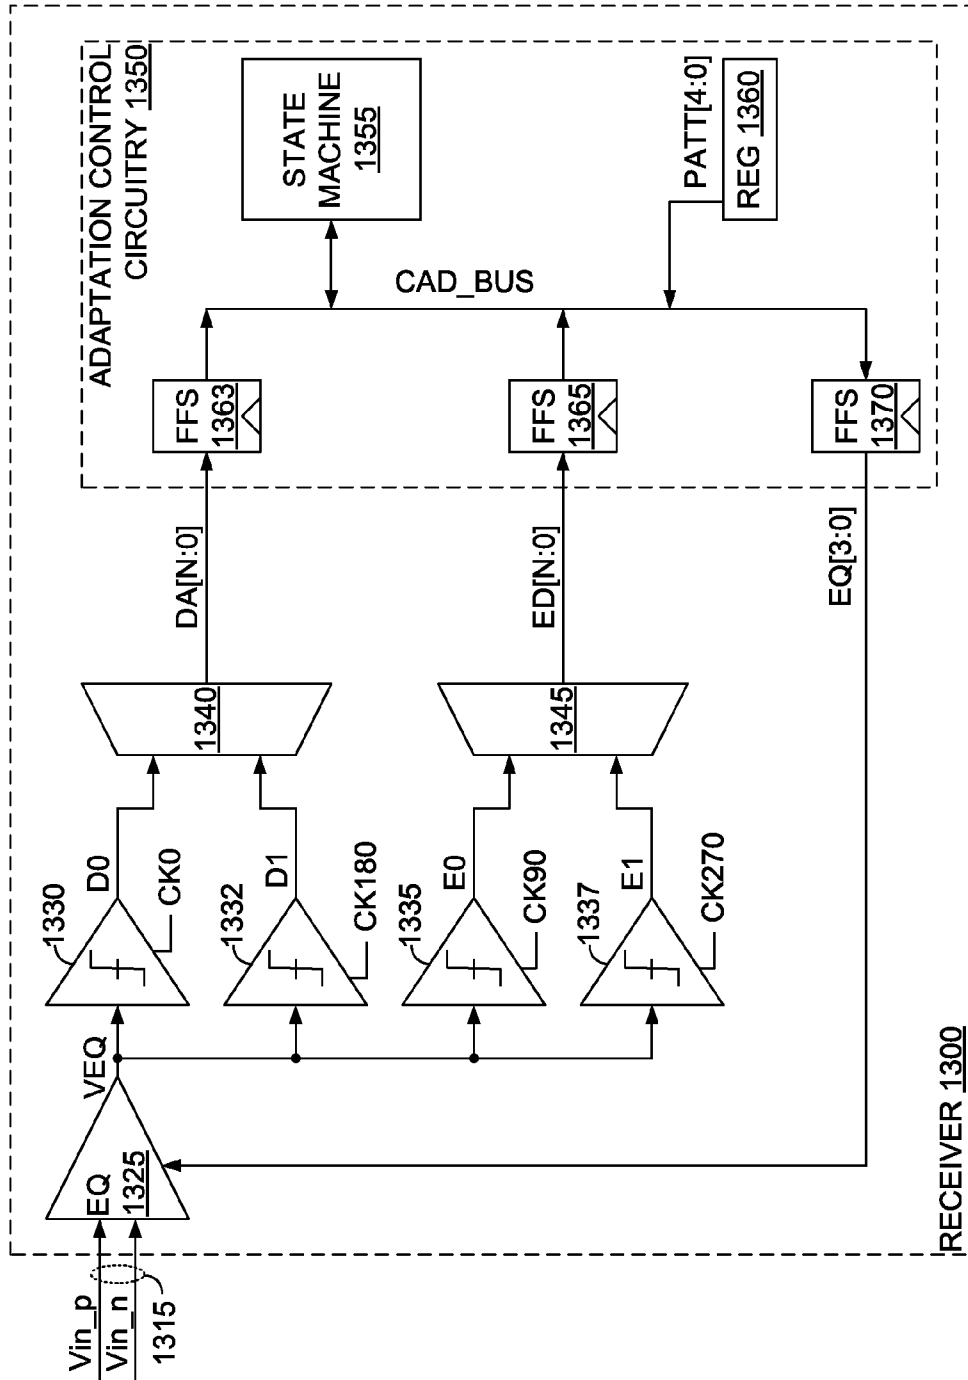 Vin_p
Vin_n
1315
EQ
1325
VEQ
1330
D0
CK0
1332
D1
CK180
1335
E0
CK90
1337
E1
CK270
1340
1345
DA[N:0]
ED[N:0]
EQ[3:0]
ADAPTATION CONTROL
CIRCUITRY 1350
FFS
1363
FFS
1365
FFS
1370
CAD_BUS
STATE
MACHINE
1355
PATT[4:0]
REG 1360
RECEIVER 1300